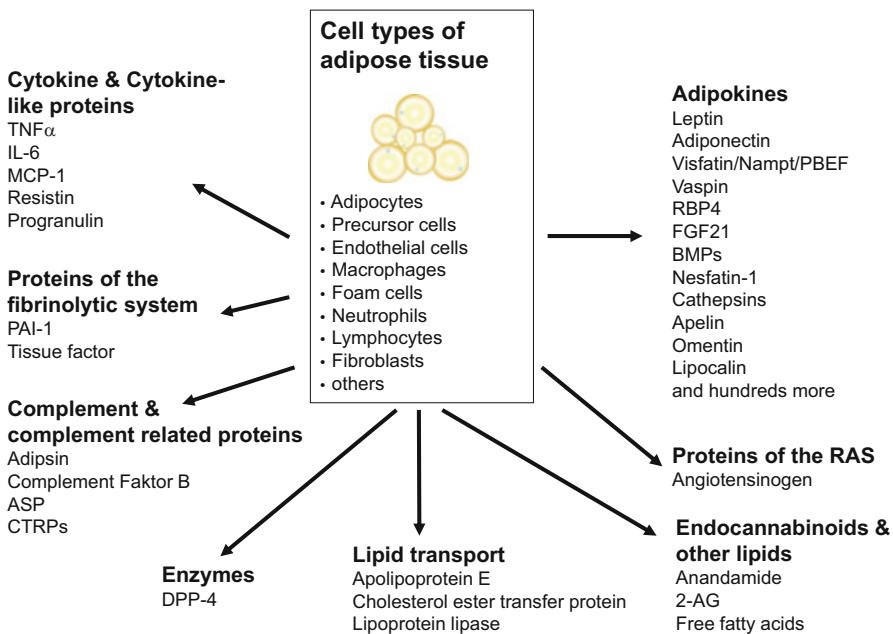 Cell types of
adipose tissue
• Adipocytes
• Precursor cells
• Endothelial cells
• Macrophages
• Foam cells
• Neutrophils
• Lymphocytes
• Fibroblasts
• others
Cytokine & Cytokine-
like proteins
TNFα
IL-6
MCP-1
Resistin
Progranulin
Proteins of the
fibrinolytic system
PAI-1
Tissue factor
Complement &
complement related proteins
Adipsin
Complement Faktor B
ASP
CTRPs
Enzymes
DPP-4
Lipid transport
Apolipoprotein E
Cholesterol ester transfer protein
Lipoprotein lipase
Adipokines
Leptin
Adiponectin
Visfatin/Nampt/PBEF
Vaspin
RBP4
FGF21
BMPs
Nesfatin-1
Cathepsins
Apelin
Omentin
Lipocalin
and hundreds more
Proteins of the RAS
Angiotensinogen
Endocannabinoids &
other lipids
Anandamide
2-AG
Free fatty acids